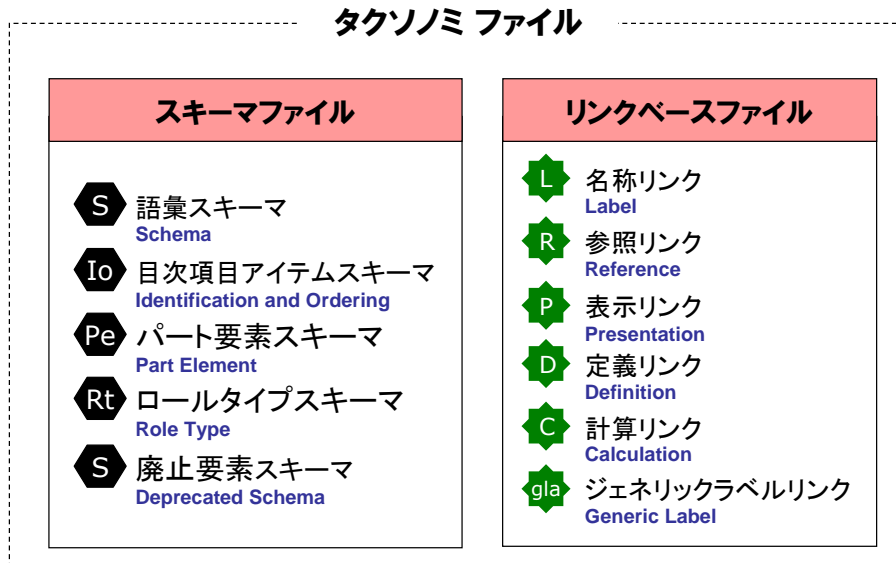 タクソノミ ファイル
スキーマファイル
S 語彙スキーマ
Schema
Io 目次項目アイテムスキーマ
Identification and Ordering
Pe パート要素スキーマ
Part Element
Rt ロールタイプスキーマ
Role Type
S 廃止要素スキーマ
Deprecated Schema
リンクベースファイル
L 名称リンク
Label
R 参照リンク
Reference
P 表示リンク
Presentation
D 定義リンク
Definition
C 計算リンク
Calculation
gla ジェネリックラベルリンク
Generic Label